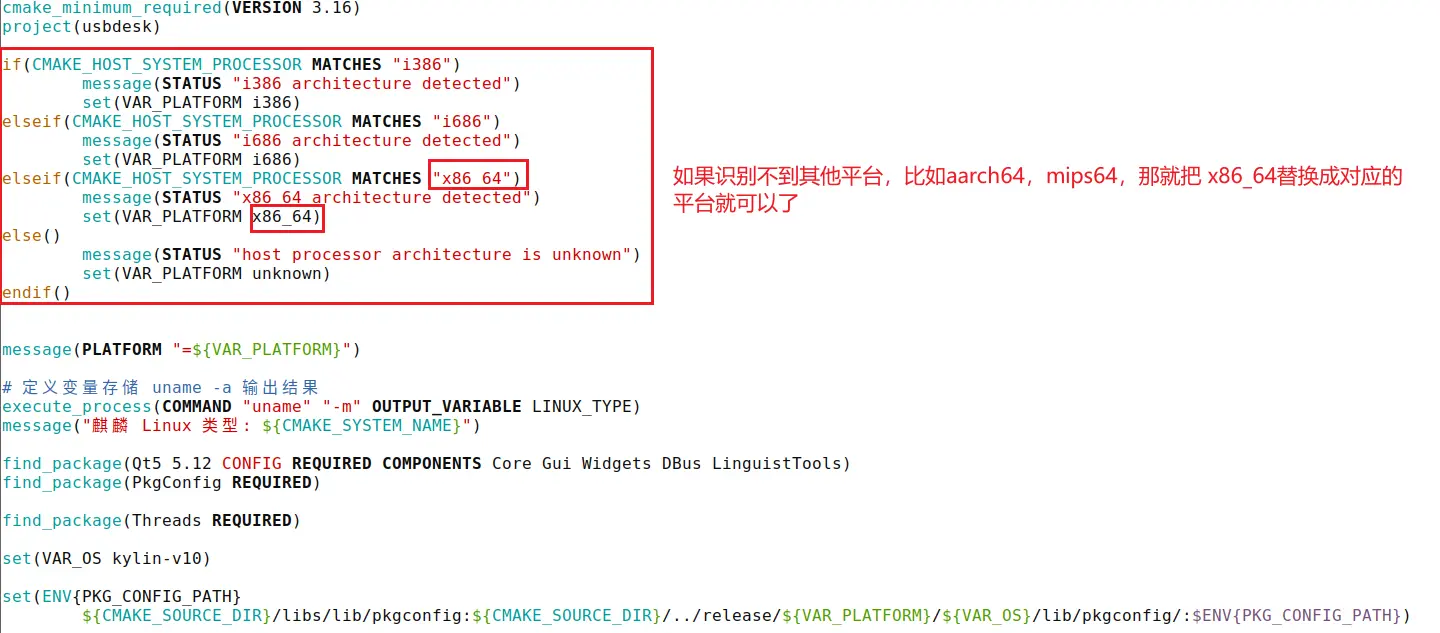 cmake_minimum_required(VERSION 3.16)
project(usbdesk)
if(CMAKE_HOST_SYSTEM_PROCESSOR MATCHES "i386")
        message(STATUS "i386 architecture detected")
        set(VAR_PLATFORM i386)
elseif(CMAKE_HOST_SYSTEM_PROCESSOR MATCHES "i686")
        message(STATUS "i686 architecture detected")
        set(VAR_PLATFORM i686)
elseif(CMAKE_HOST_SYSTEM_PROCESSOR MATCHES "x86_64")
        message(STATUS "x86_64 architecture detected")
        set(VAR_PLATFORM x86_64)
else()
        message(STATUS "host processor architecture is unknown")
        set(VAR_PLATFORM unknown)
endif()
如果识别不到其他平台，比如aarch64，mips64，那就把 x86_64替换成对应的
平台就可以了
message(PLATFORM "=${VAR_PLATFORM}")
# 定义变量存储 uname -a 输出结果
execute_process(COMMAND "uname" "-m" OUTPUT_VARIABLE LINUX_TYPE)
message("麒麟 Linux 类型: ${CMAKE_SYSTEM_NAME}")
find_package(Qt5 5.12 CONFIG REQUIRED COMPONENTS Core Gui Widgets DBus LinguistTools)
find_package(PkgConfig REQUIRED)
find_package(Threads REQUIRED)
set(VAR_OS kylin-v10)
set(ENV{PKG_CONFIG_PATH}
        ${CMAKE_SOURCE_DIR}/libs/lib/pkgconfig:${CMAKE_SOURCE_DIR}/../release/${VAR_PLATFORM}/${VAR_OS}/lib/pkgconfig/:$ENV{PKG_CONFIG_PATH})